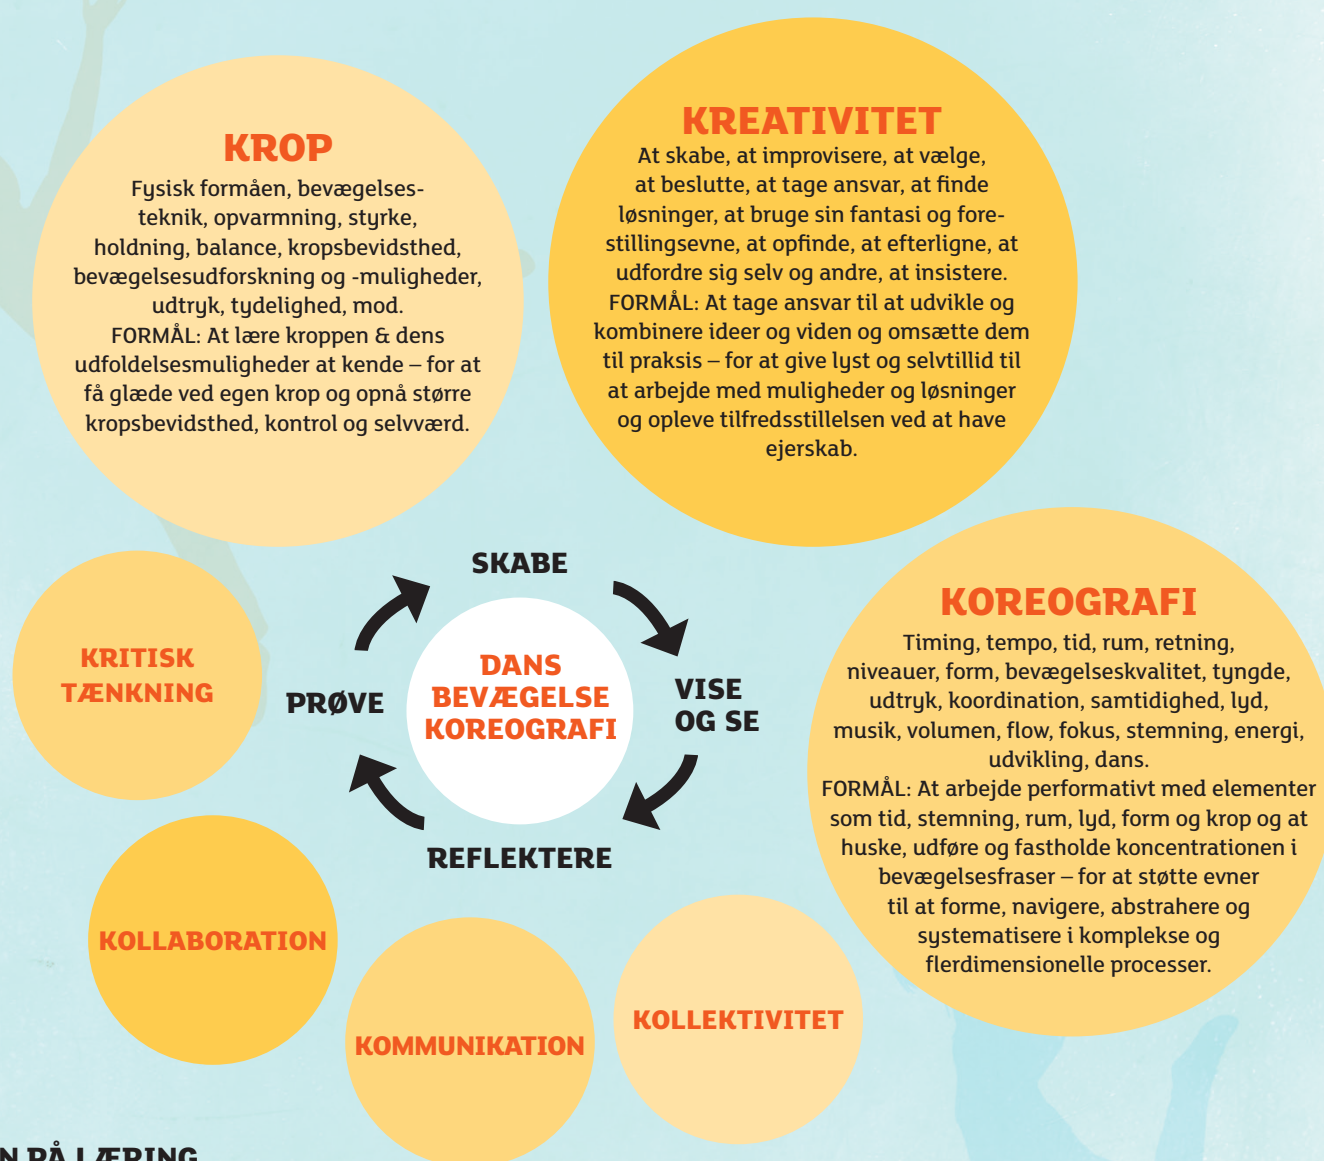 KROP
Fysisk formåen, bevægelses-
teknik, opvarmning, styrke,
holdning, balance, kropsbevidsthed,
bevægelsesudforskning og -muligheder,
udtryk, tydelighed, mod.
FORMÅL: At lære kroppen & dens
udfoldelsesmuligheder at kende – for at
få glæde ved egen krop og opnå større
kropsbevidsthed, kontrol og selvværd.
KREATIVITET
At skabe, at improvisere, at vælge,
at beslutte, at tage ansvar, at finde
løsninger, at bruge sin fantasi og fore-
stillingsevne, at opfinde, at efterligne, at
udfordre sig selv og andre, at insistere.
FORMÅL: At tage ansvar til at udvikle og
kombinere ideer og viden og omsætte dem
til praksis – for at give lyst og selvtillid til
at arbejde med muligheder og løsninger
og opleve tilfredsstillelsen ved at have
ejerskab.
KOREOGRAFI
Timing, tempo, tid, rum, retning,
niveauer, form, bevægelseskvalitet, tyngde,
udtryk, koordination, samtidighed, lyd,
musik, volumen, flow, fokus, stemning, energi,
udvikling, dans.
FORMÅL: At arbejde performativt med elementer
som tid, stemning, rum, lyd, form og krop og at
huske, udføre og fastholde koncentrationen i
bevægelsesfraser – for at støtte evner
til at forme, navigere, abstrahere og
systematisere i komplekse og
flerdimensionelle processer.
SKABE
VISE
OG SE
REFLEKTERE
PRØVE
DANS
BEVÆGELSE
KOREOGRAFI
KRITISK
TÆNKNING
KOLLABORATION
KOMMUNIKATION
KOLLEKTIVITET
PÅ LÆRING